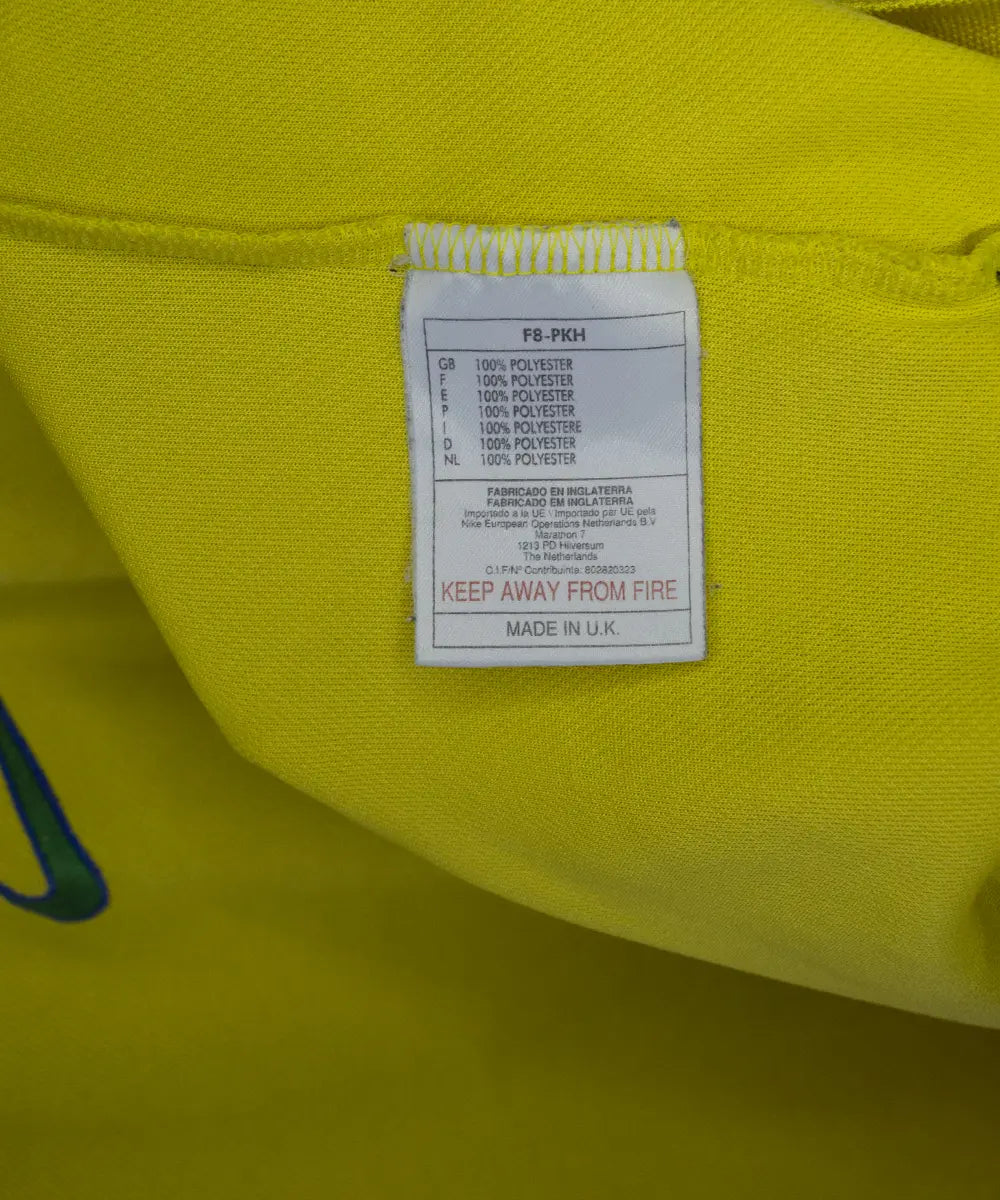 F8-PKH
GB 100% POLYESTER
F 100% POLYESTER
E 100% POLYESTER
P 100% POLYESTER
I 100% POLYESTERE
D 100% POLYESTER
NL 100% POLYESTER
FABRICADO EN INGLATERRA
FABRICADO EM INGLATERRA
Importado a la UE \ Importado par UE pela
Nike European Operations Netherlands B.V
Marathon 7
1213 PD Hilversum
The Netherlands
C.I.F/Nº Contribuinte: 802820323
KEEP AWAY FROM FIRE
MADE IN U.K.